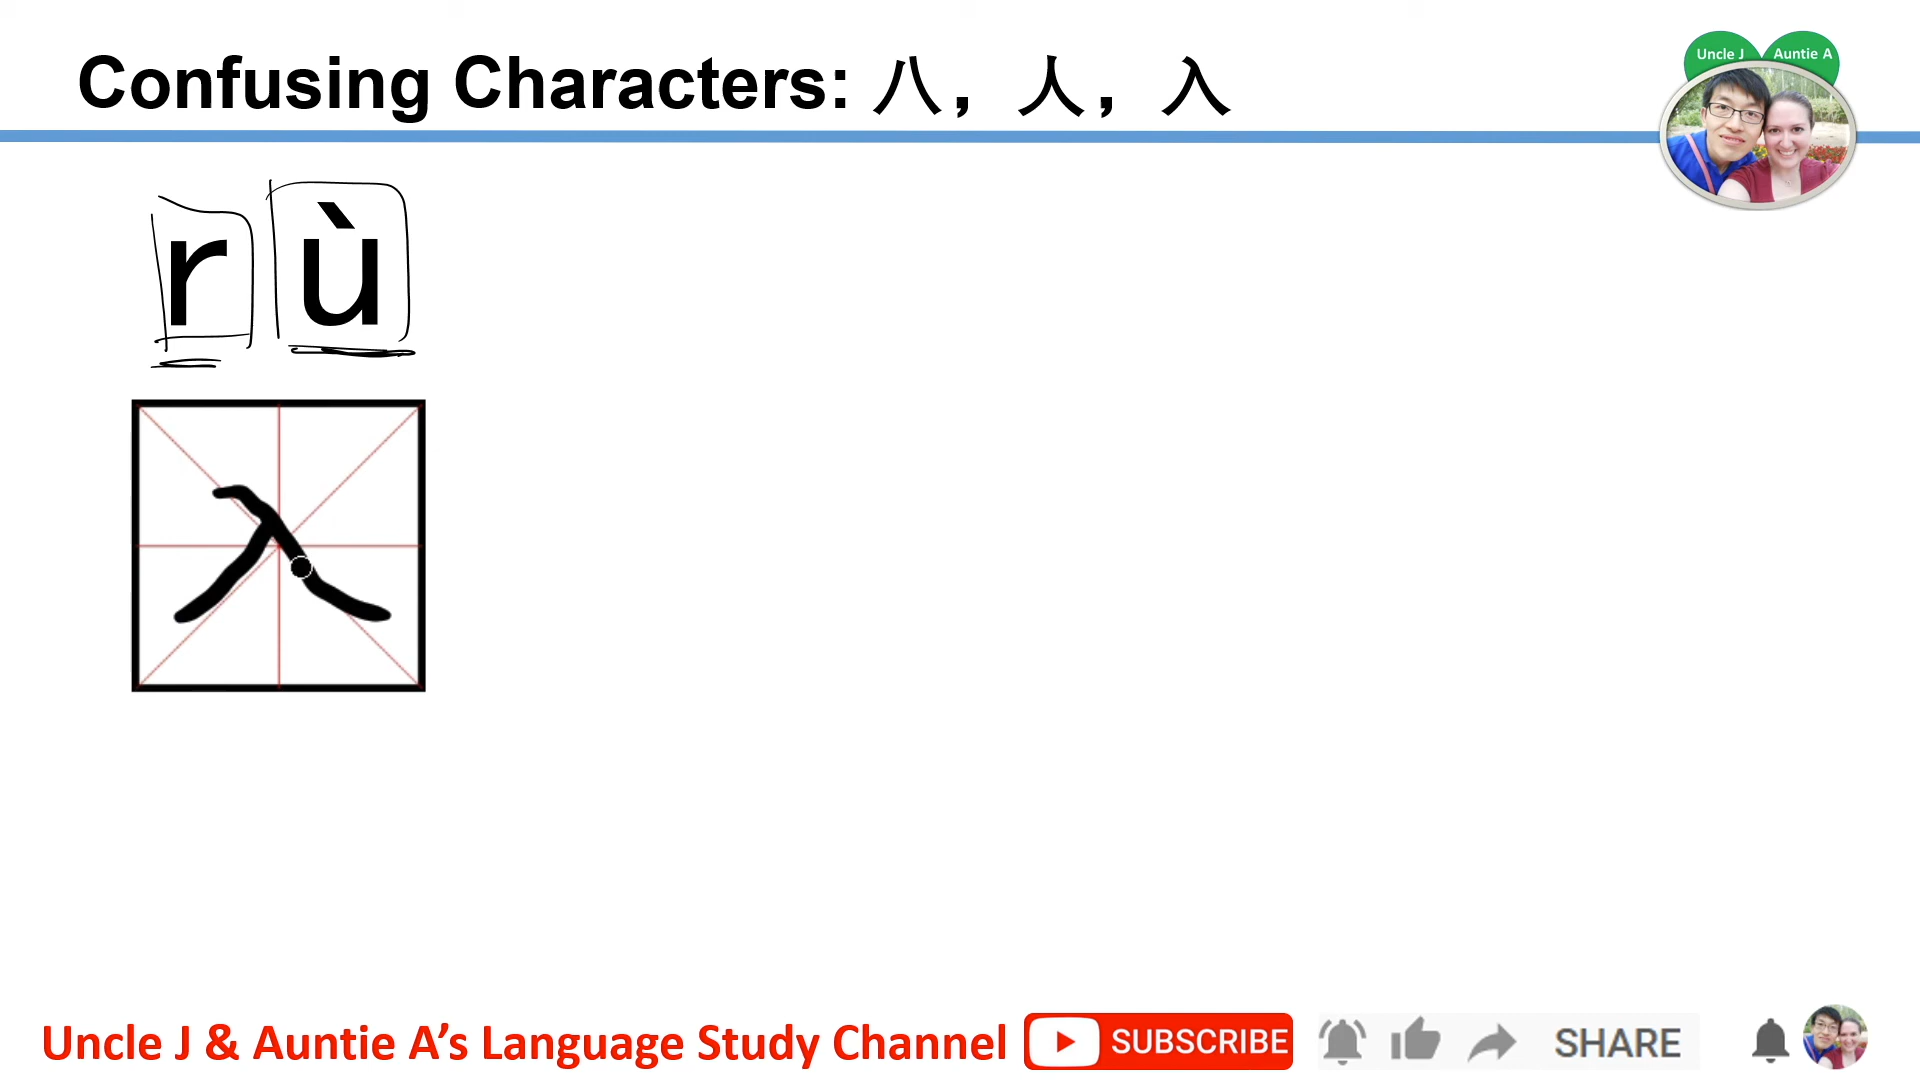 Confusing Characters: 八，人，入
Uncle J Auntie A
rù
入
Uncle J & Auntie A’s Language Study Channel SUBSCRIBE SHARE